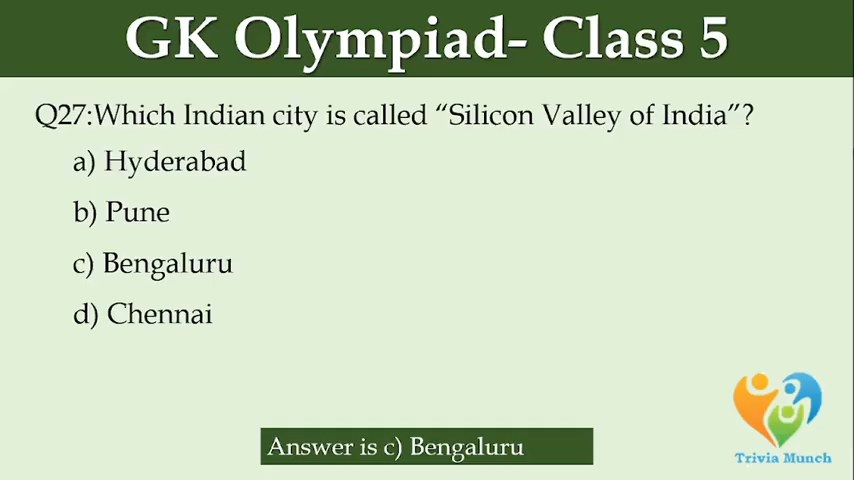 GK Olympiad- Class 5
Q27:Which Indian city is called “Silicon Valley of India”?
a) Hyderabad
b) Pune
c) Bengaluru
d) Chennai
Answer is c) Bengaluru
Trivia Munch